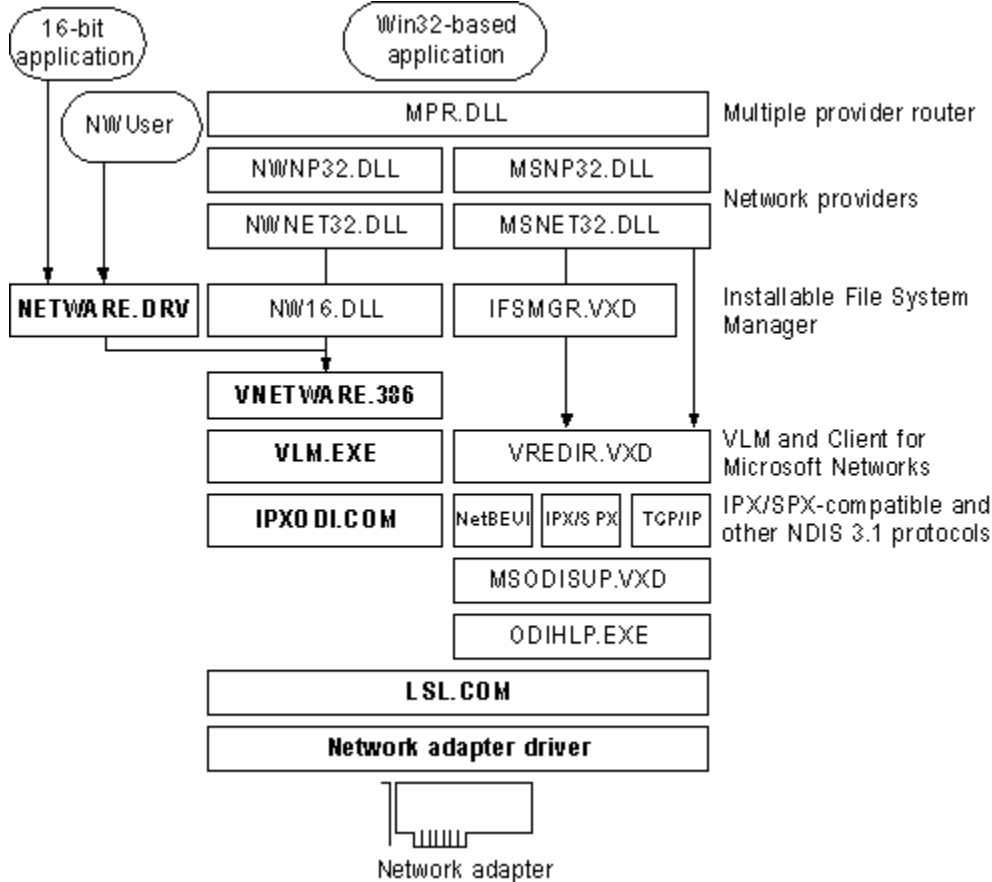 16-bit
application
Win32-based
application
NWUser
MPR.DLL
Multiple provider router
NWNP32.DLL
MSNP32.DLL
Network providers
NWNET32.DLL
MSNET32.DLL
NETWARE.DRV
NW16.DLL
IFSMGR.VXD
Installable File System
Manager
VNETWARE.386
VLM.EXE
VREDIR.VXD
VLM and Client for
Microsoft Networks
IPXODI.COM
NetBEUI
IPX/SPX
TCP/IP
IPX/SPX-compatible and
other NDIS 3.1 protocols
MSODISUP.VXD
ODIHLP.EXE
LSL.COM
Network adapter driver
Network adapter